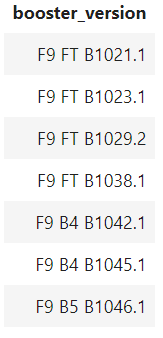 booster_version
F9 FT B1021.1
F9 FT B1023.1
F9 FT B1029.2
F9 FT B1038.1
F9 B4 B1042.1
F9 B4 B1045.1
F9 B5 B1046.1